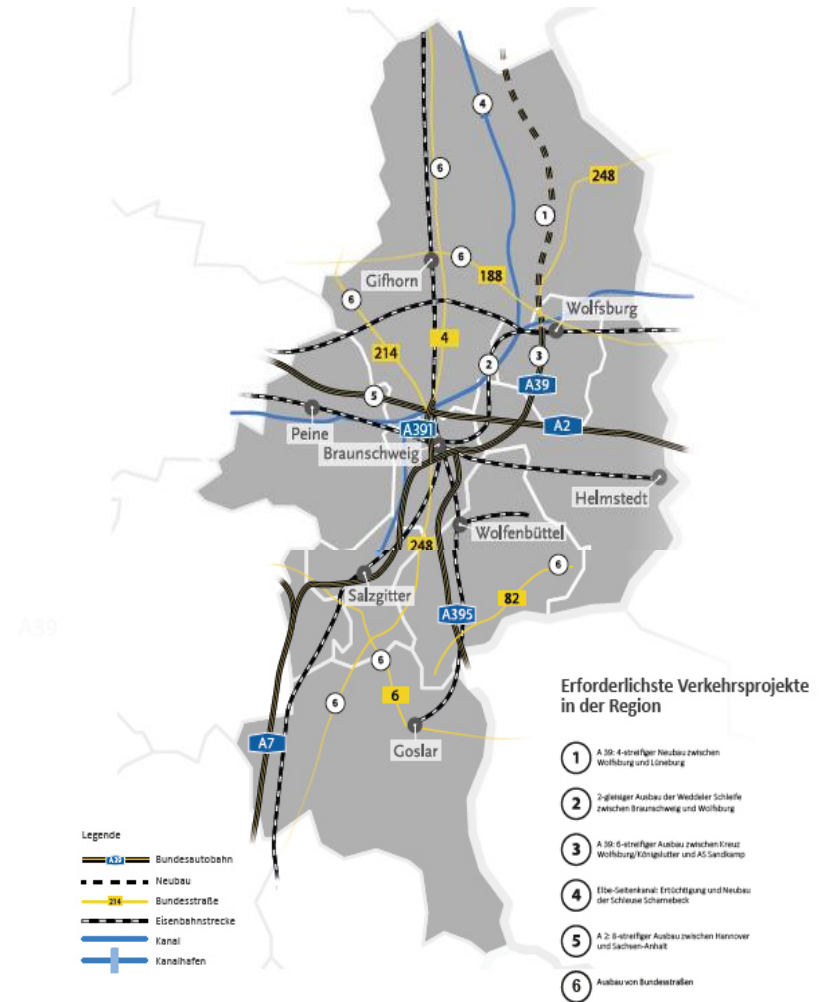 4
6
248
1
6
Gifhorn
188
Wolfsburg
6
4
214
2
3
A39
5
A391
A2
Peine
Braunschweig
Helmstedt
Wolfenbüttel
248
6
Salzgitter
82
A39
A395
6
6
6
A7
Goslar
Erforderlichste Verkehrsprojekte
in der Region
1
A 39: 4-streifiger Neubau zwischen
Wolfsburg und Lüneburg
2
2-gleisiger Ausbau der Weddeler Schleife
zwischen Braunschweig und Wolfsburg
3
A 39: 6-streifiger Ausbau zwischen Kreuz
Wolfsburg/Königslutter und AS Sandkamp
4
Elbe-Seitenkanal: Ertüchtigung und Neubau
der Schleuse Scharnebeck
5
A 2: 8-streifiger Ausbau zwischen Hannover
und Sachsen-Anhalt
6
Ausbau von Bundesstraßen
Legende
A39
Bundesautobahn
Neubau
214
Bundesstraße
Eisenbahnstrecke
Kanal
Kanalhafen